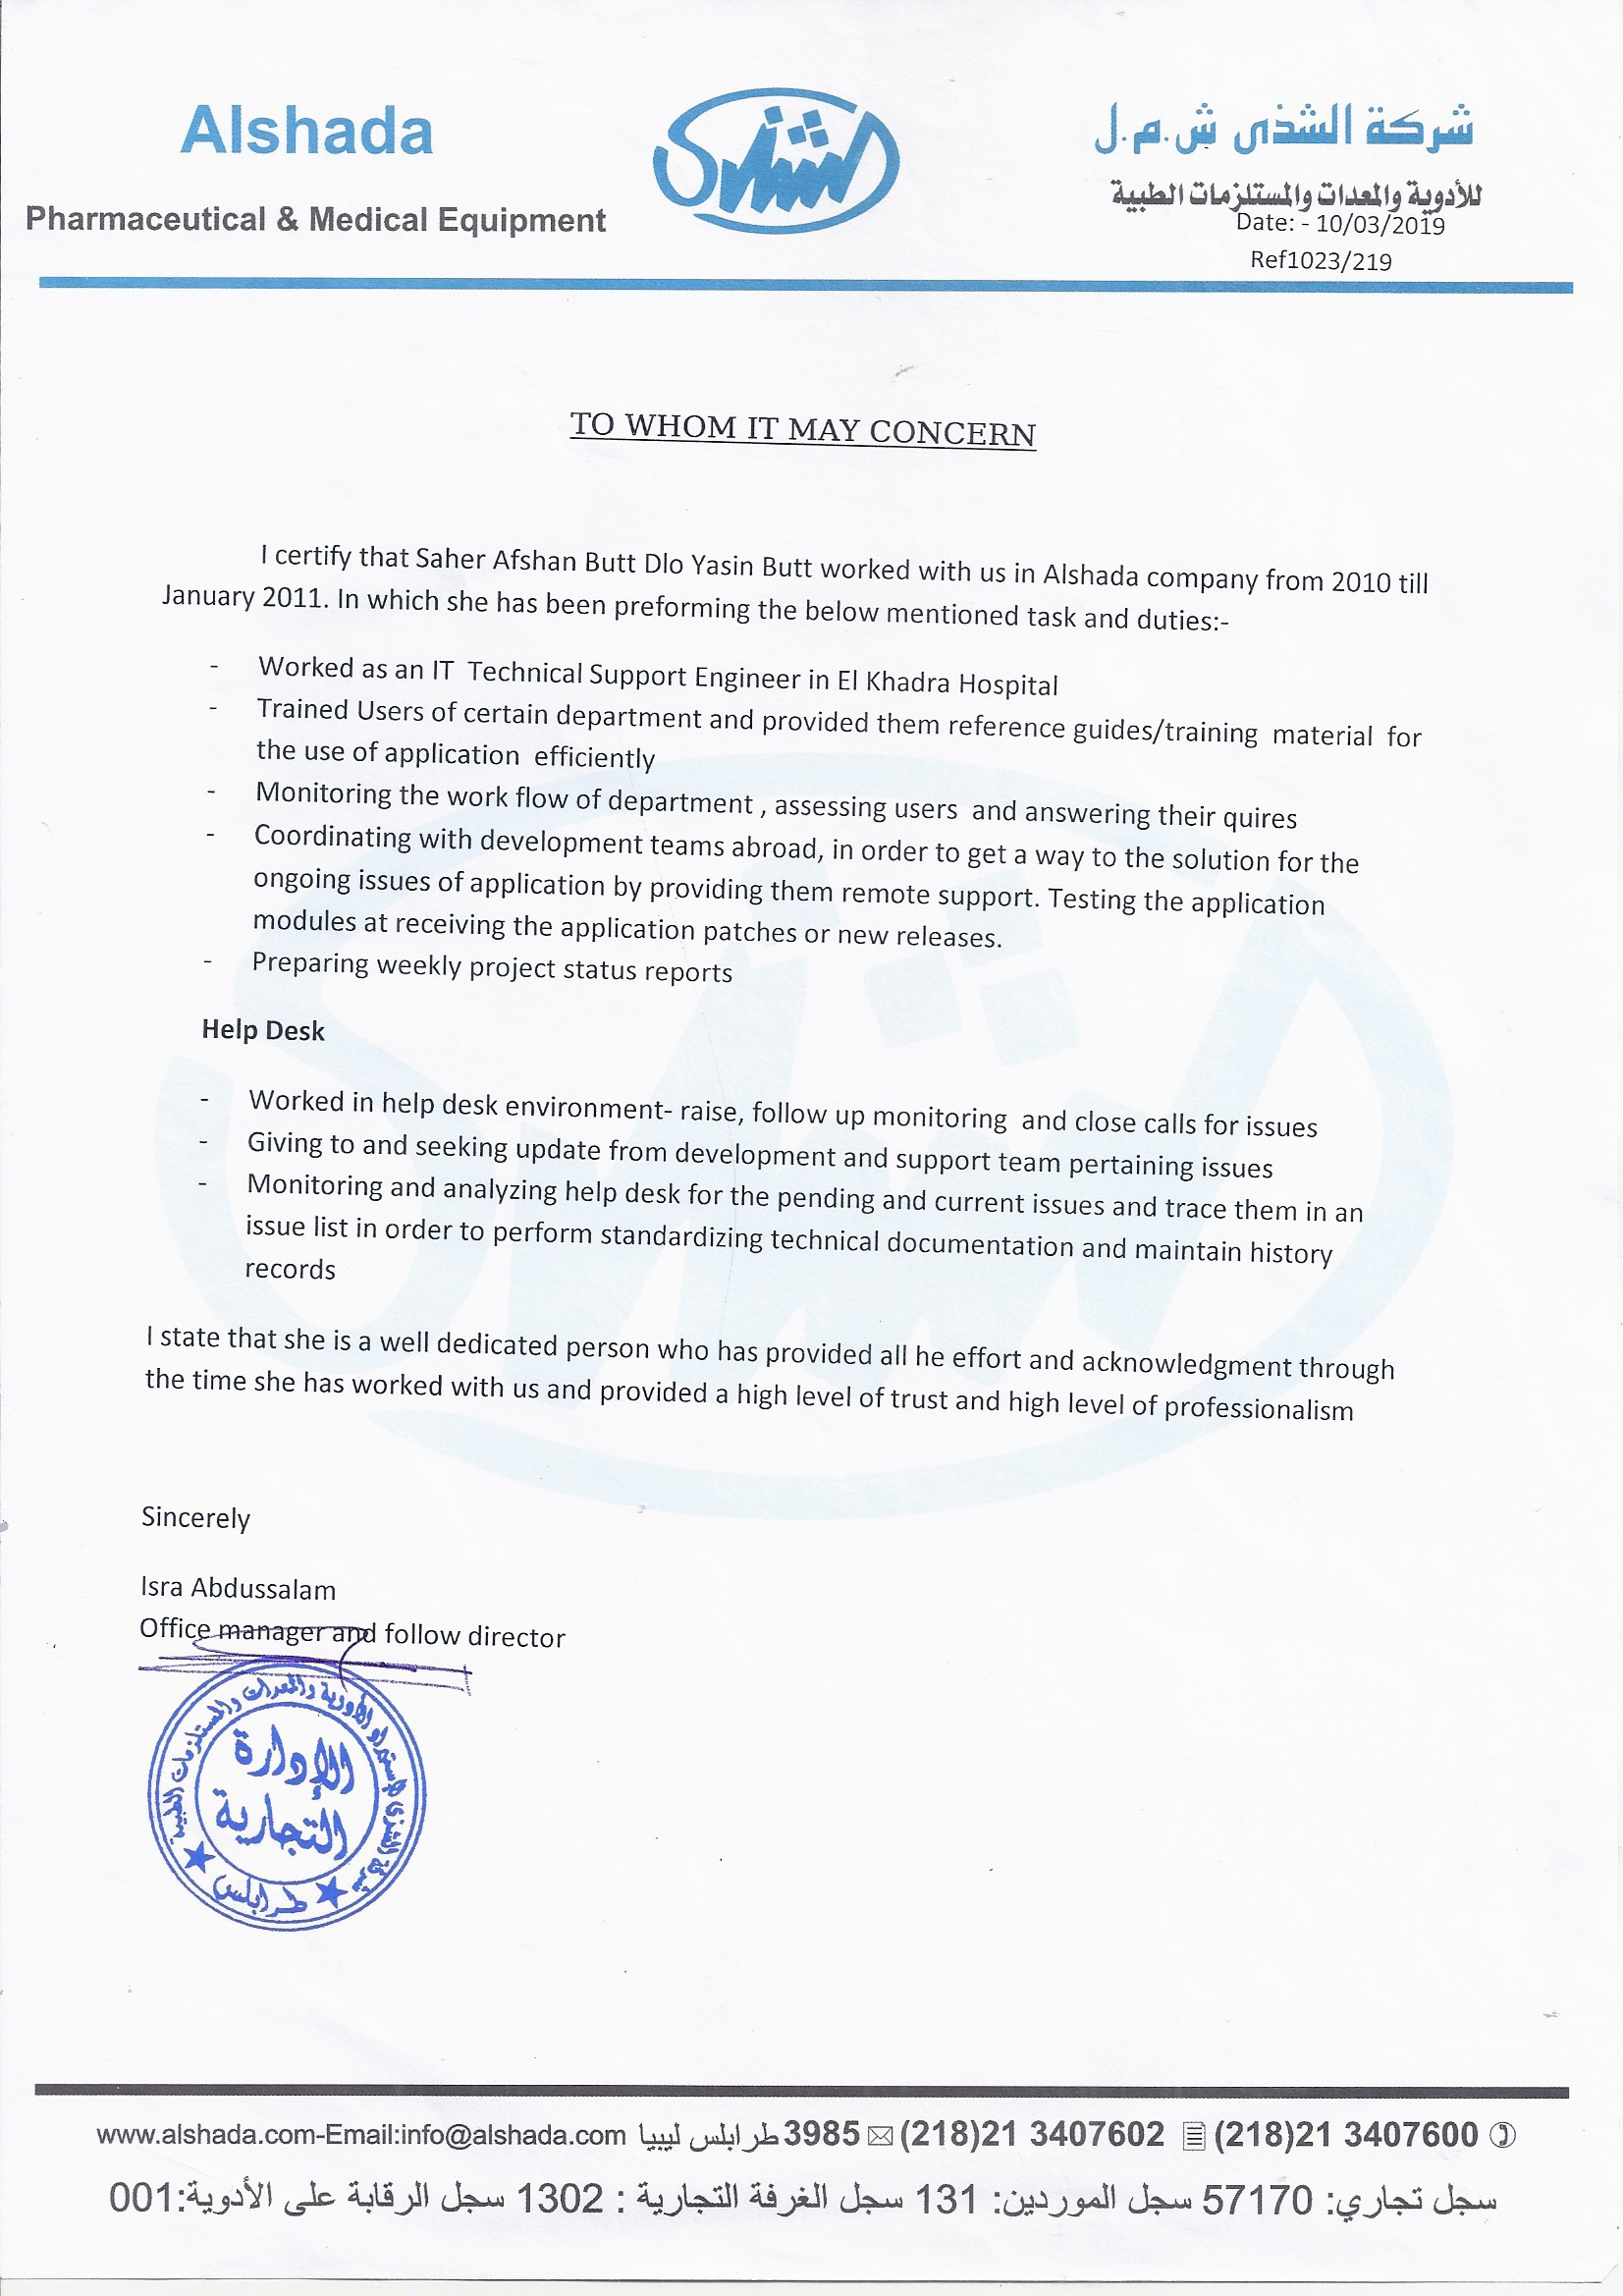 Alshada
Pharmaceutical & Medical Equipment
الشذى
شركة الشذى ش.م.ل
للأدوية والمعدات والمستلزمات الطبية
Date: - 10/03/2019
Ref1023/219
TO WHOM IT MAY CONCERN
I certify that Saher Afshan Butt Dlo Yasin Butt worked with us in Alshada company from 2010 till
January 2011. In which she has been preforming the below mentioned task and duties:-
- Worked as an IT Technical Support Engineer in El Khadra Hospital
- Trained Users of certain department and provided them reference guides/training material for
the use of application efficiently
- Monitoring the work flow of department , assessing users and answering their quires
- Coordinating with development teams abroad, in order to get a way to the solution for the
ongoing issues of application by providing them remote support. Testing the application
modules at receiving the application patches or new releases.
- Preparing weekly project status reports
Help Desk
- Worked in help desk environment- raise, follow up monitoring and close calls for issues
- Giving to and seeking update from development and support team pertaining issues
- Monitoring and analyzing help desk for the pending and current issues and trace them in an
issue list in order to perform standardizing technical documentation and maintain history
records
I state that she is a well dedicated person who has provided all he effort and acknowledgment through
the time she has worked with us and provided a high level of trust and high level of professionalism
Sincerely
Isra Abdussalam
Office manager and follow director
شركة الشذى لإستيراد الأدوية والمعدات والمستلزمات الطبية
الإدارة
التجارية
طرابلس
www.alshada.com-Email:info@alshada.com طرابلس ليبيا 3985 (218)21 3407602 (218)21 3407600
سجل تجاري: 57170 سجل الموردين: 131 سجل الغرفة التجارية : 1302 سجل الرقابة على الأدوية:001